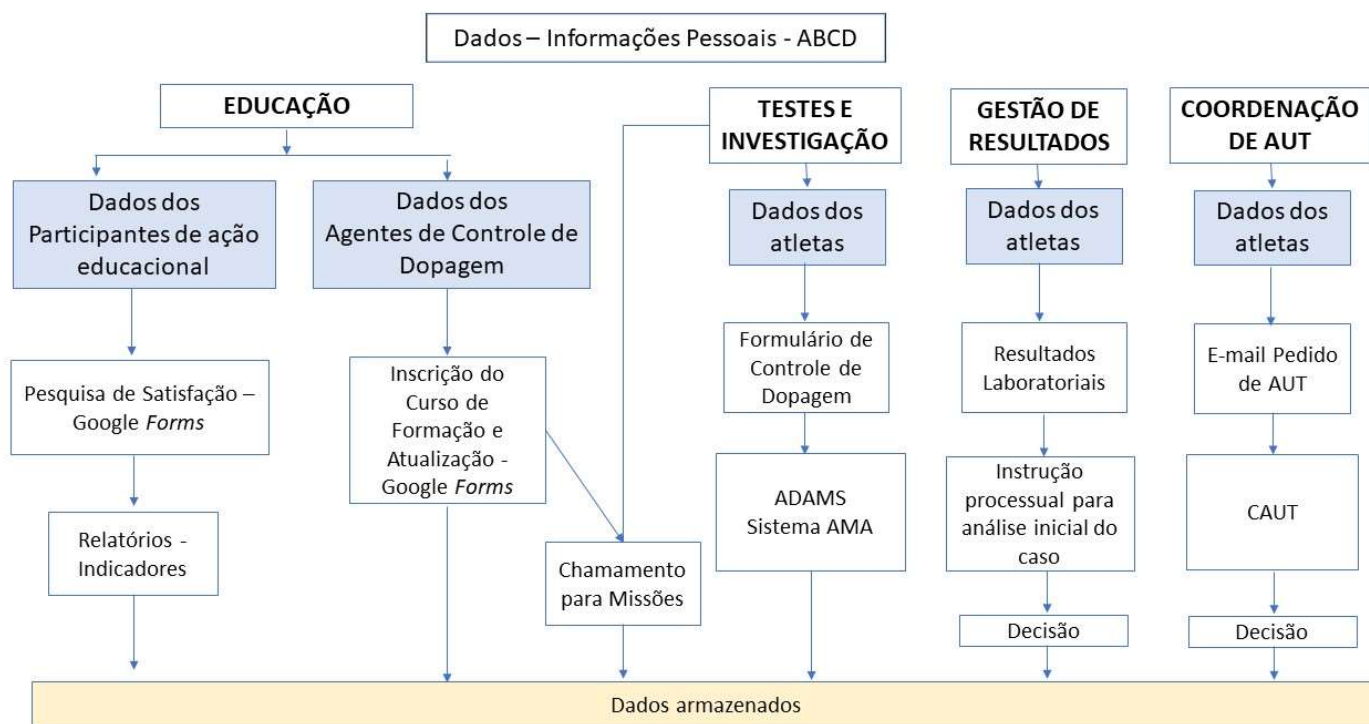 Dados – Informações Pessoais - ABCD
EDUCAÇÃO
Dados dos
Participantes de ação
educacional
Pesquisa de Satisfação –
Google Forms
Relatórios -
Indicadores
Dados dos
Agentes de Controle de
Dopagem
Inscrição do
Curso de
Formação e
Atualização -
Google Forms
Chamamento
para Missões
TESTES E
INVESTIGAÇÃO
Dados dos
atletas
Formulário de
Controle de
Dopagem
ADAMS
Sistema AMA
GESTÃO DE
RESULTADOS
Dados dos
atletas
Resultados
Laboratoriais
Instrução
processual para
análise inicial do
caso
Decisão
COORDENAÇÃO
DE AUT
Dados dos
atletas
E-mail Pedido
de AUT
CAUT
Decisão
Dados armazenados